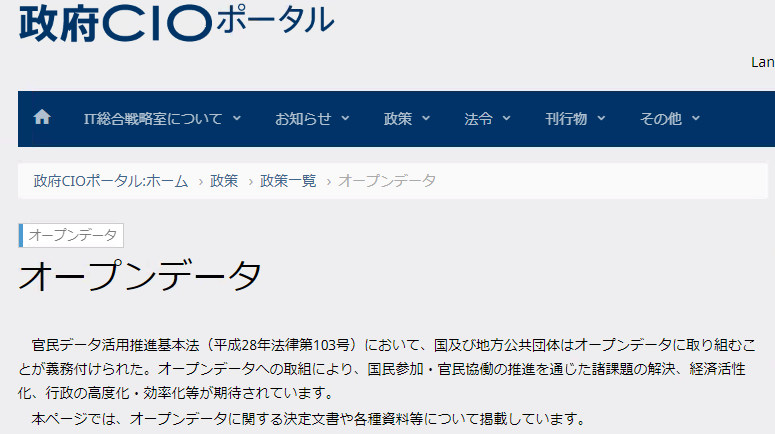 政府CIOポータル
Lan
IT総合戦略室について お知らせ 政策 法令 刊行物 その他
政府CIOポータル:ホーム › 政策 › 政策一覧 › オープンデータ
オープンデータ
オープンデータ
官民データ活用推進基本法（平成28年法律第103号）において、国及び地方公共団体はオープンデータに取り組むこ
とが義務付けられた。オープンデータへの取組により、国民参加・官民協働の推進を通じた諸課題の解決、経済活性
化、行政の高度化・効率化等が期待されています。
本ページでは、オープンデータに関する決定文書や各種資料等について掲載しています。